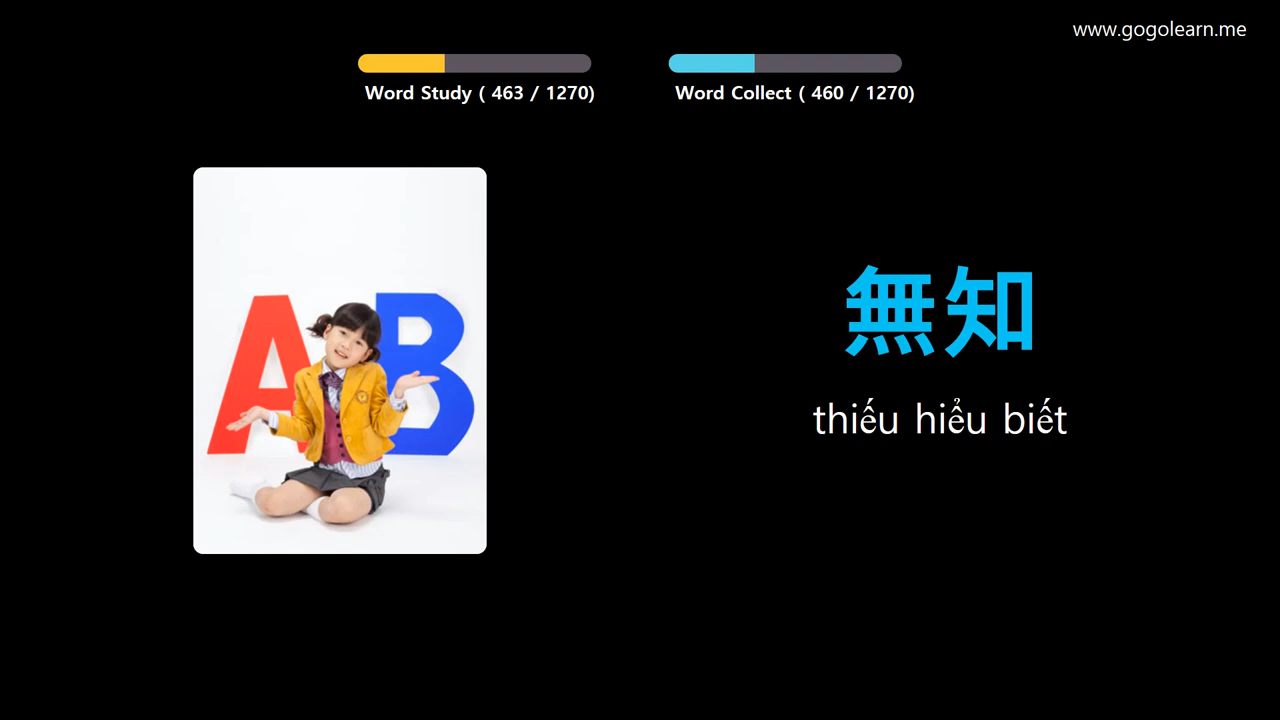 www.gogolearn.me
Word Study ( 463 / 1270)
Word Collect ( 460 / 1270)
A B
無知
thiếu hiểu biết